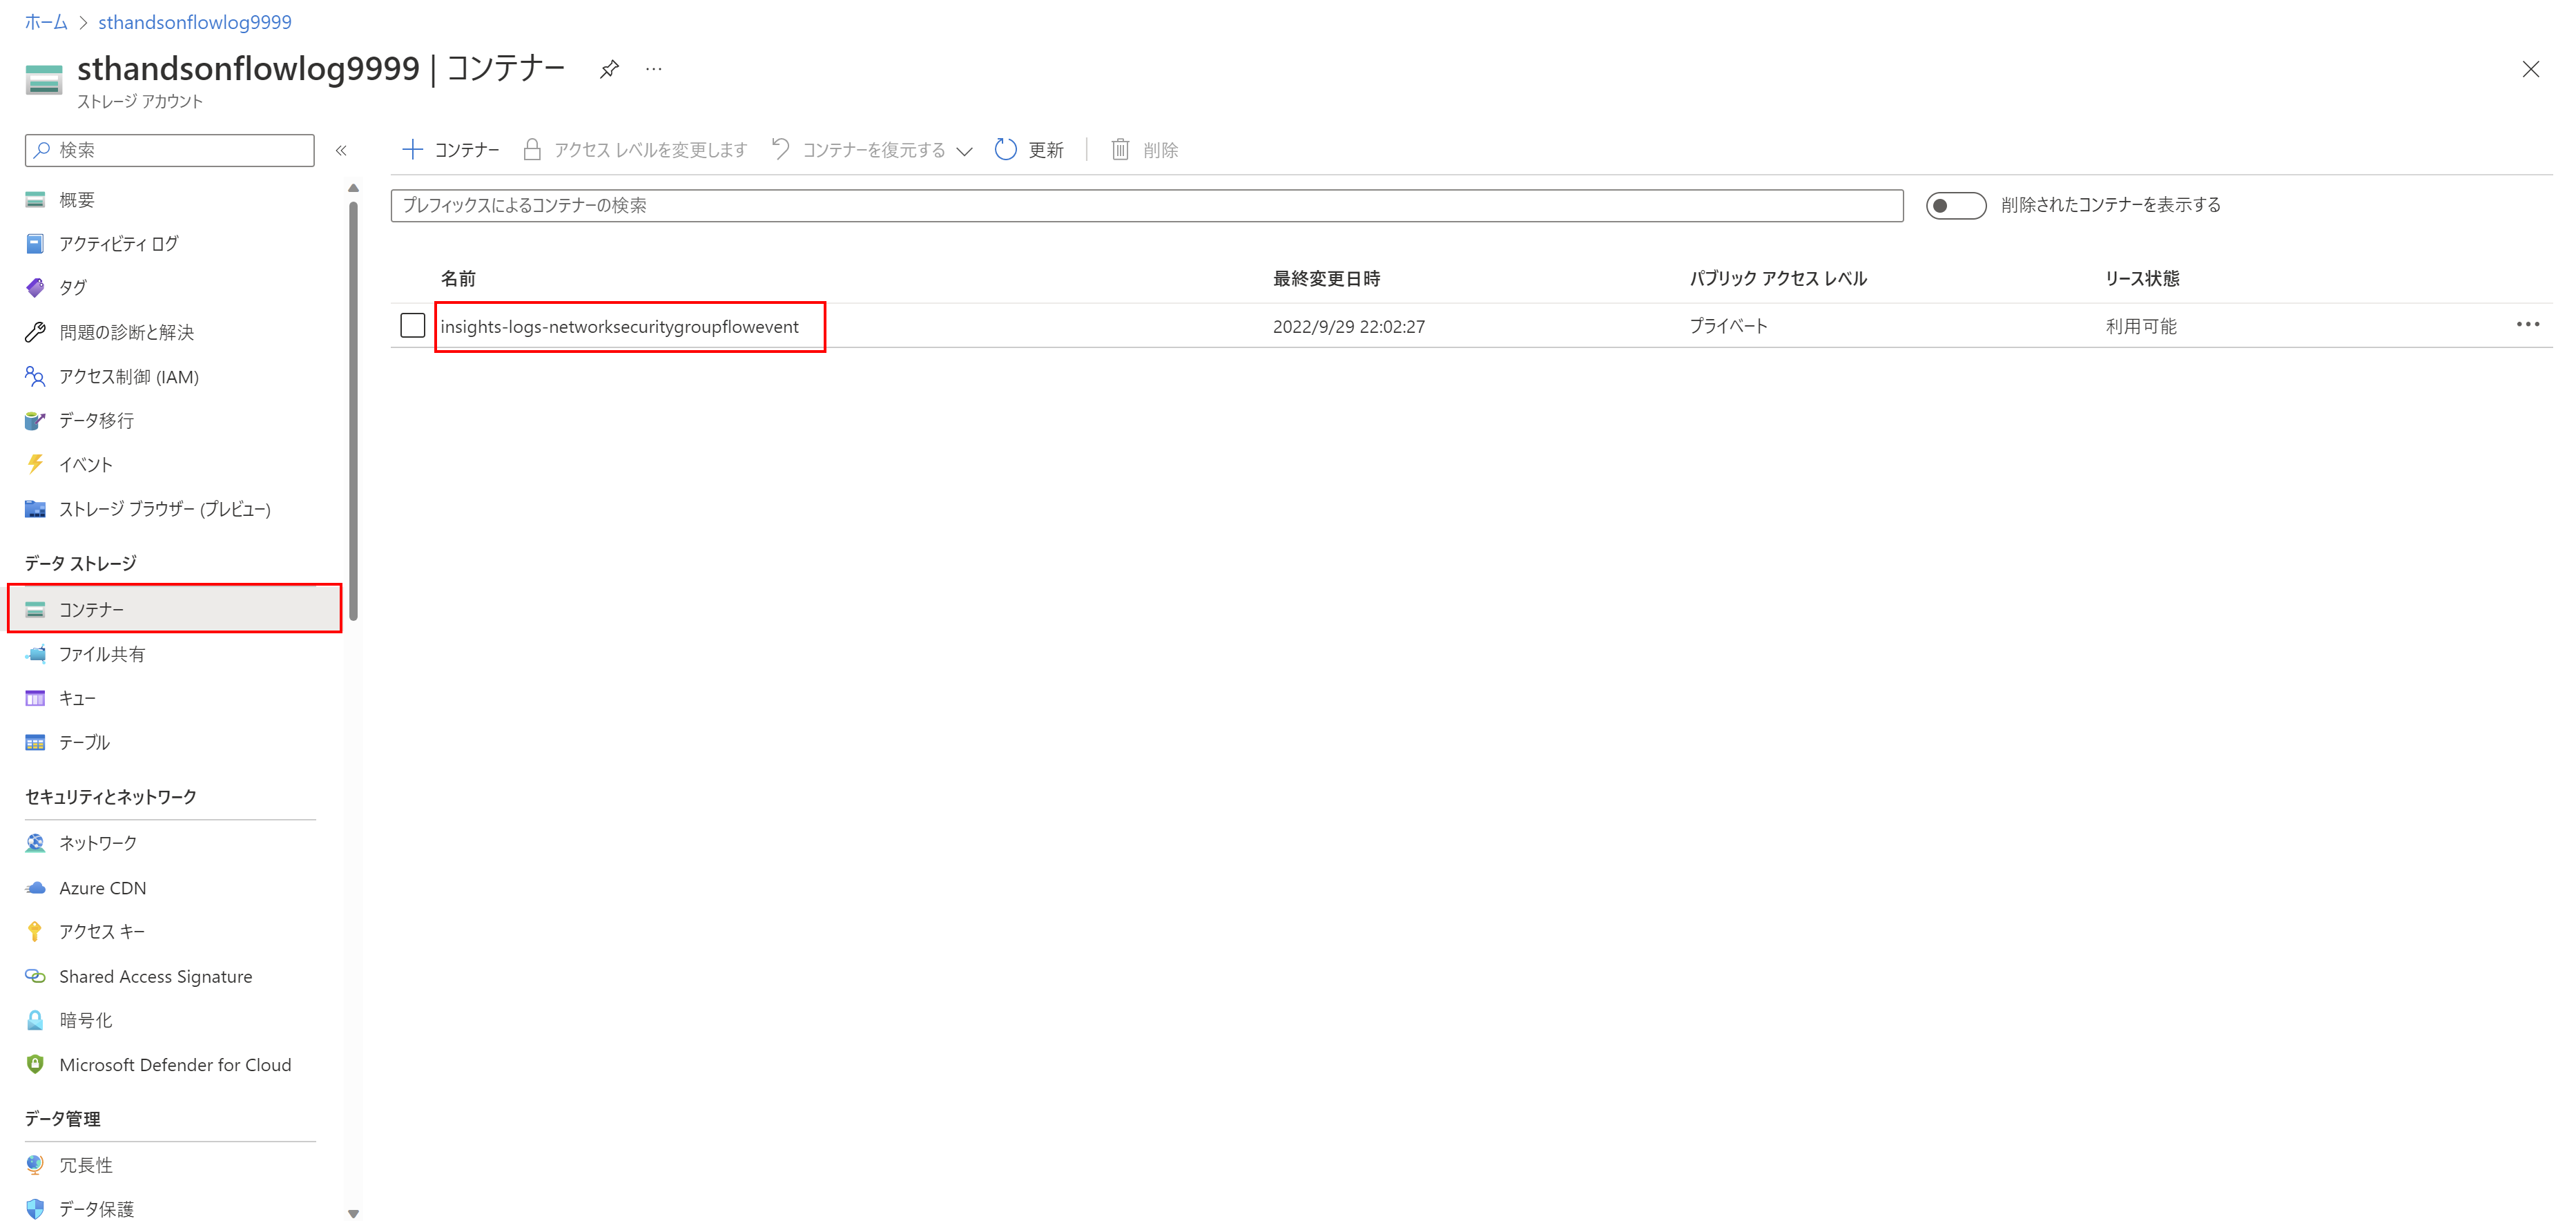 ホーム > sthandsonflowlog9999
sthandsonflowlog9999 | コンテナー
ストレージ アカウント
検索
概要
アクティビティ ログ
タグ
問題の診断と解決
アクセス制御 (IAM)
データ移行
イベント
ストレージ ブラウザー (プレビュー)
データ ストレージ
コンテナー
ファイル共有
キュー
テーブル
セキュリティとネットワーク
ネットワーク
Azure CDN
アクセス キー
Shared Access Signature
暗号化
Microsoft Defender for Cloud
データ管理
冗長性
データ保護
コンテナー アクセス レベルを変更します コンテナーを復元する 更新 削除
プレフィックスによるコンテナーの検索 削除されたコンテナーを表示する
名前 最終変更日時 パブリック アクセス レベル リース状態
insights-logs-networksecuritygroupflowevent 2022/9/29 22:02:27 プライベート 利用可能